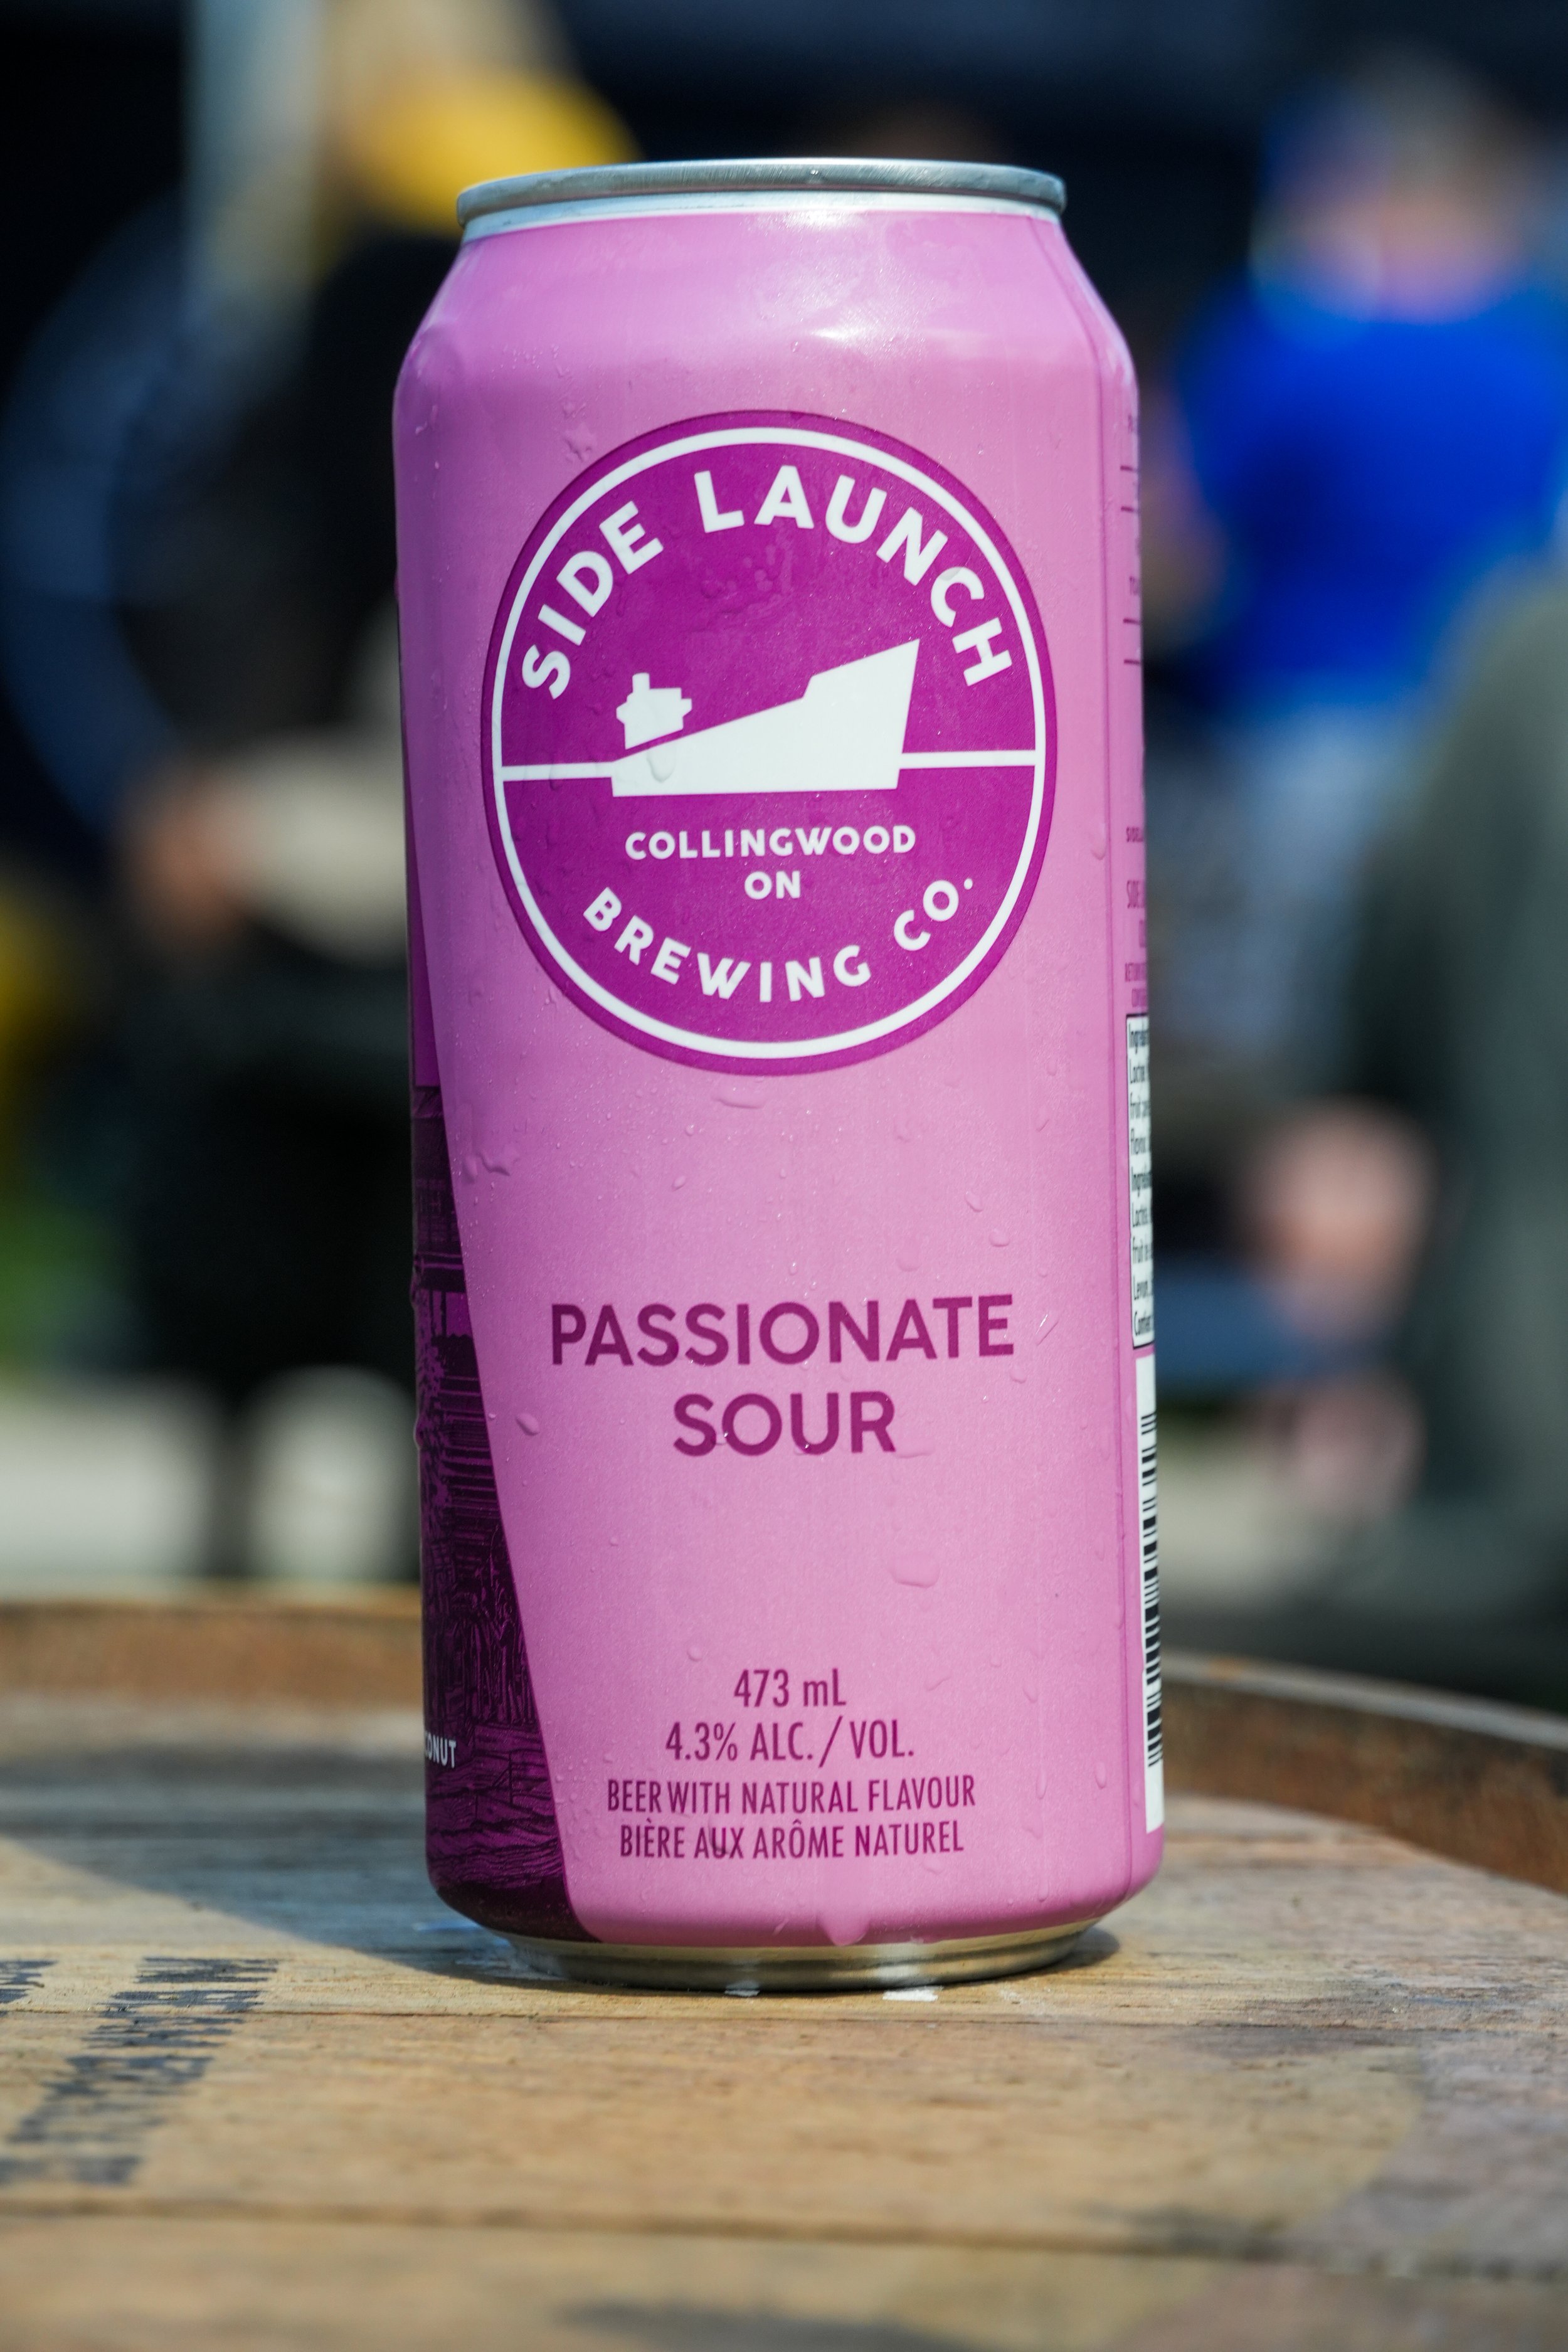 SIDE LAUNCH
COLLINGWOOD
ON
BREWING CO.
PASSIONATE
SOUR
473 mL
4.3% ALC./VOL.
BEER WITH NATURAL FLAVOUR
BIÈRE AUX ARÔME NATUREL